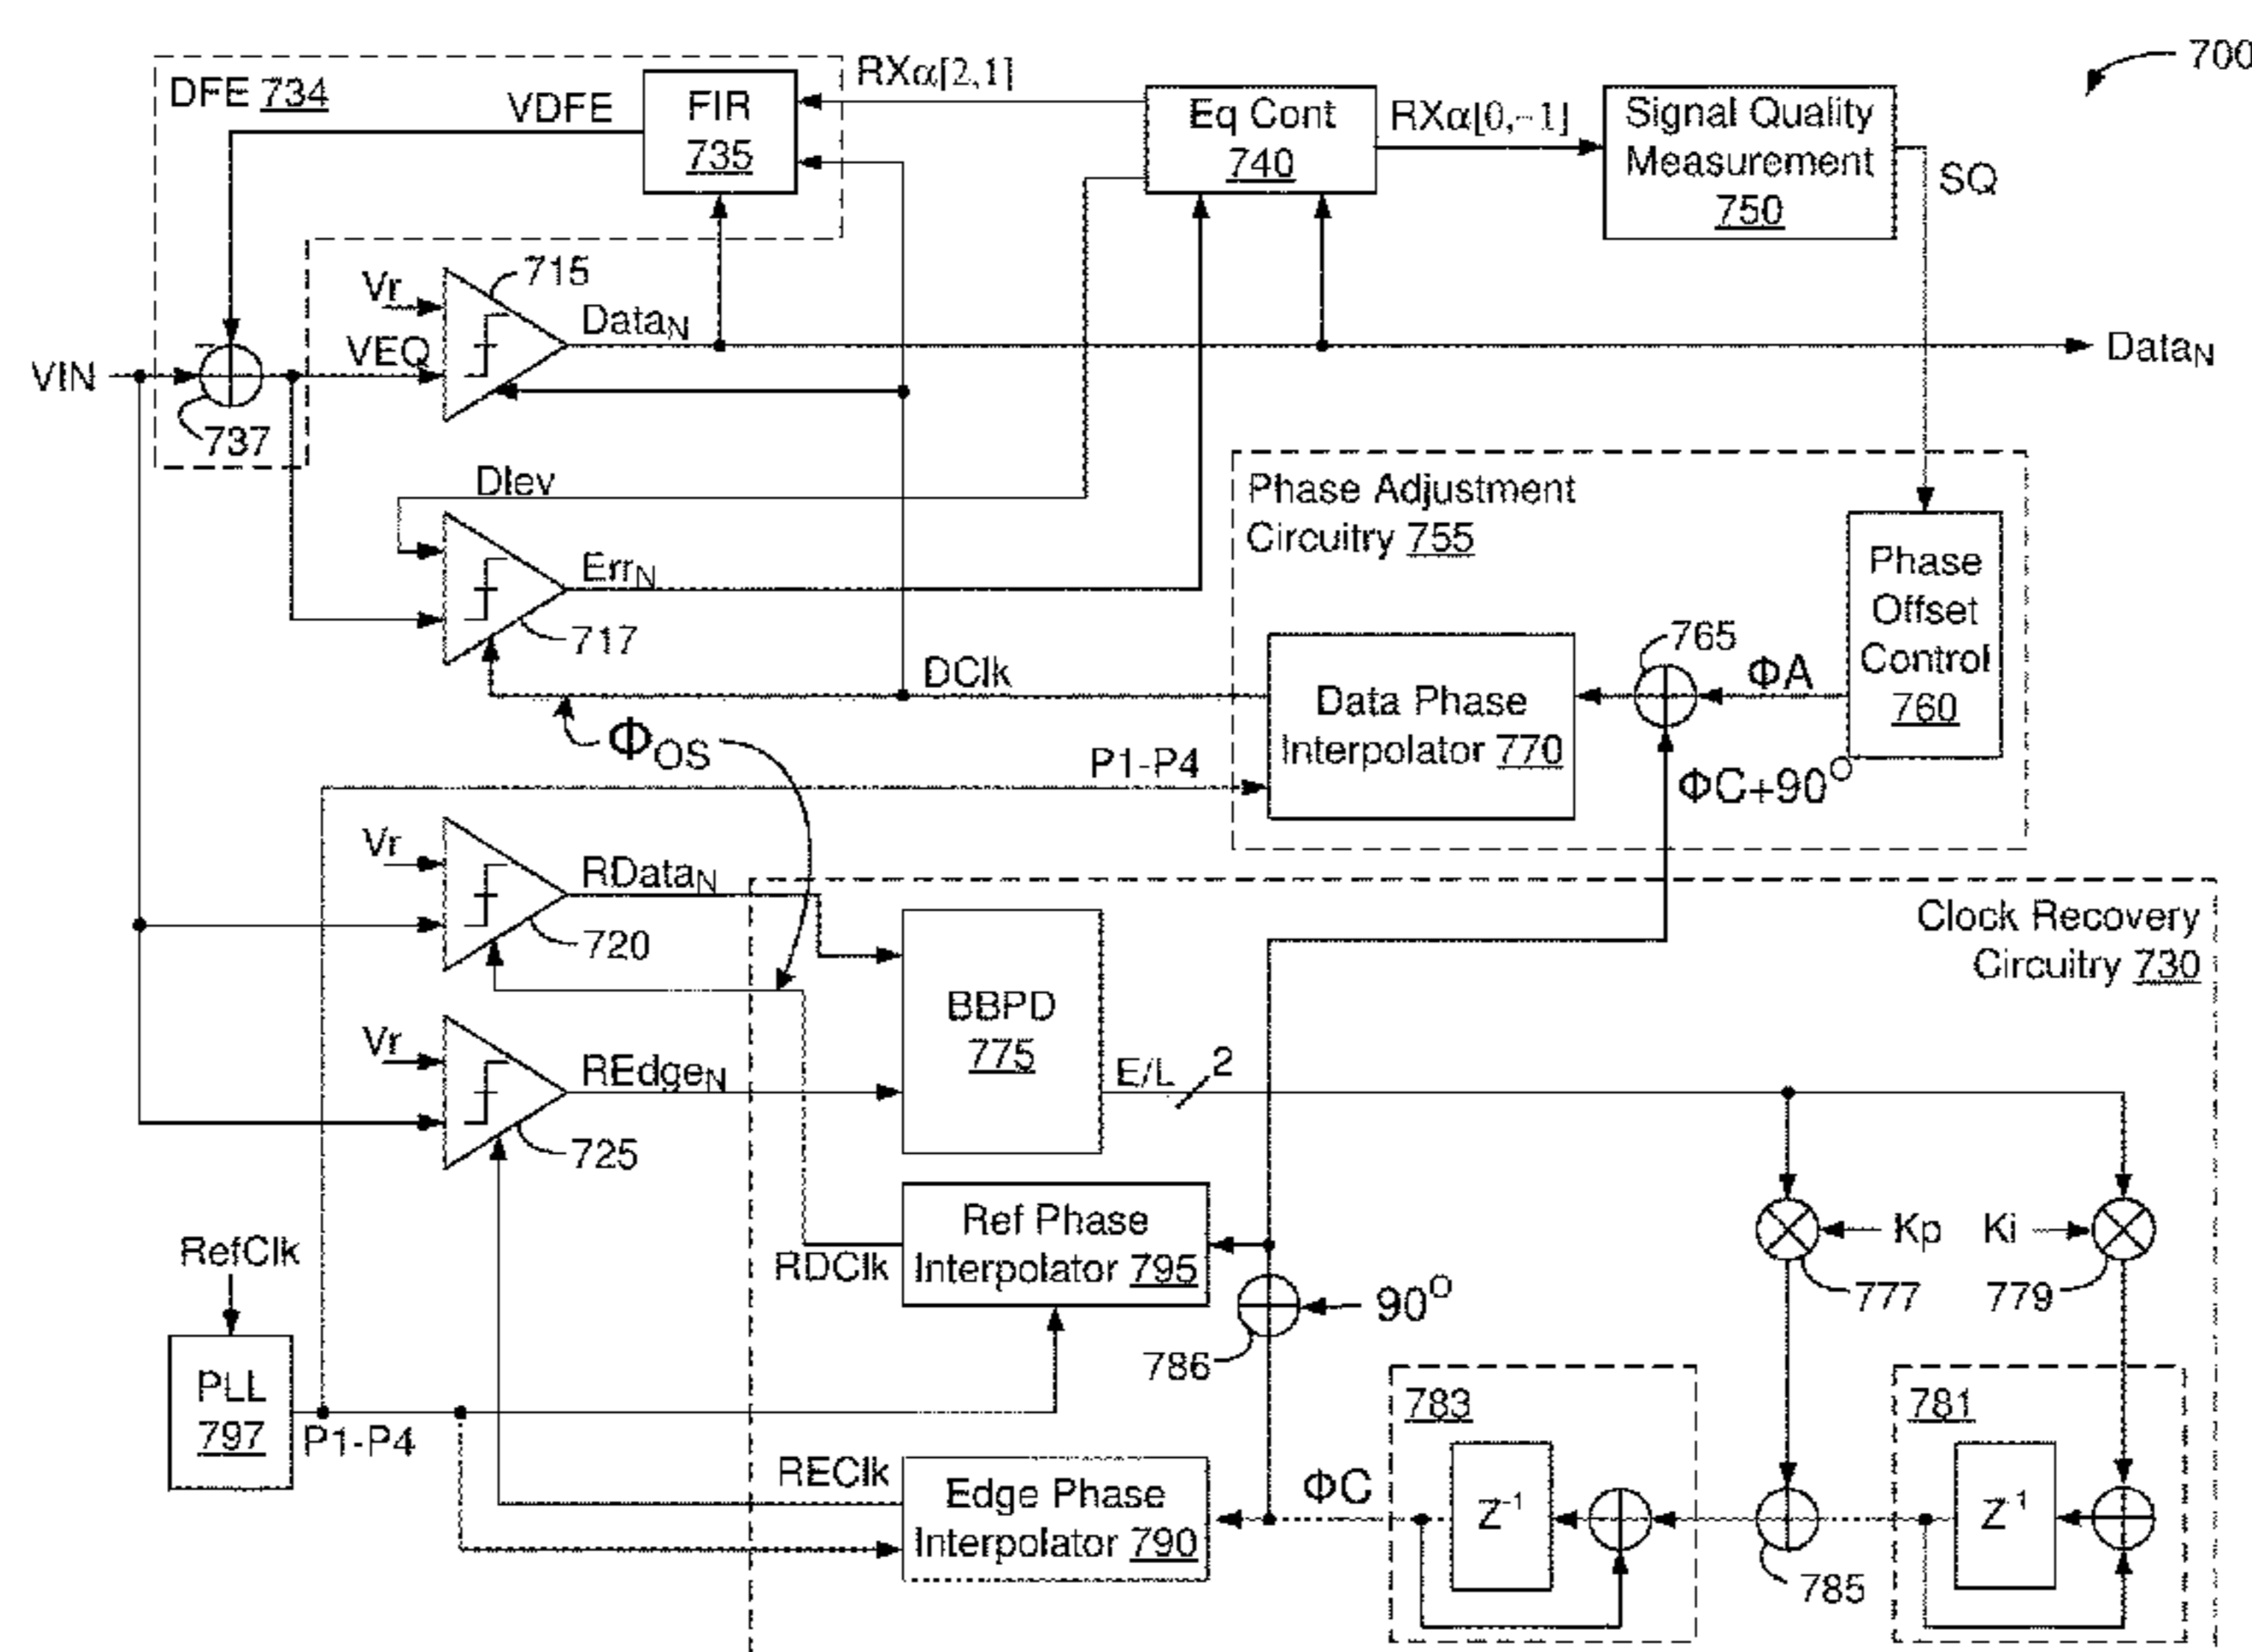 700
DFE 734
VDFE
FIR
735
RXα[2,1]
Eq Cont
740
RXα[0,-1]
Signal Quality
Measurement
750
SQ
Vr
715
DataN
VIN
VEQ
DataN
737
Dlev
Phase Adjustment
Circuitry 755
ErrN
717
Phase
Offset
Control
760
765
ΦA
DClk
Data Phase
Interpolator 770
ΦOS
P1-P4
ΦC+90°
Vr
RDataN
720
Clock Recovery
Circuitry 730
BBPD
775
Vr
REdgeN
E/L
2
725
Ref Phase
Interpolator 795
RDClk
Kp
Ki
777
779
RefClk
90°
786
PLL
797
P1-P4
783
781
REClk
Edge Phase
Interpolator 790
ΦC
Z-1
Z-1
785